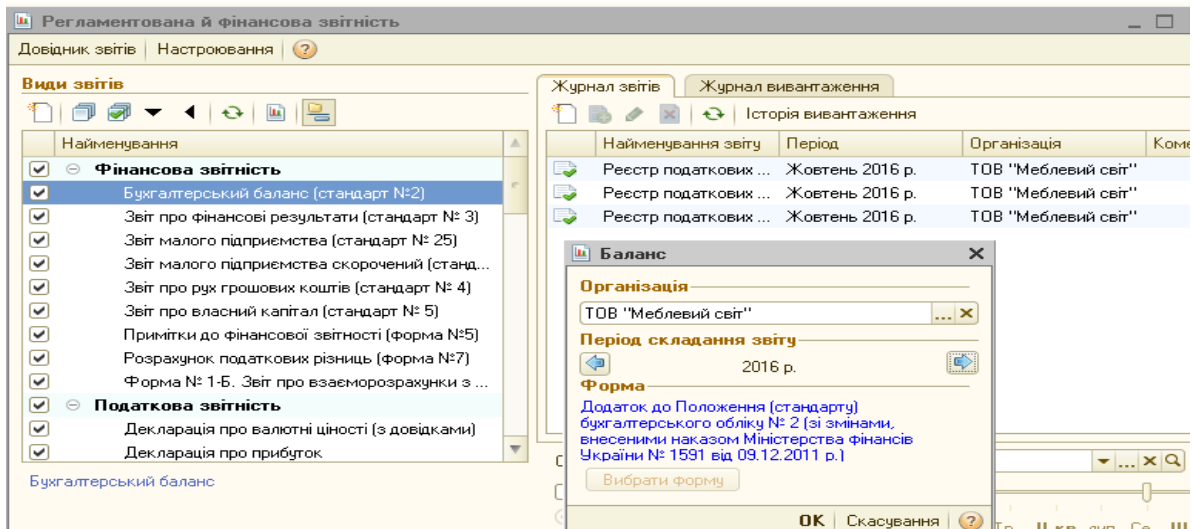 Регламентована й фінансова звітність
Довідник звітів Настроювання
Види звітів
Найменування
Фінансова звітність
Бухгалтерський баланс (стандарт №2)
Звіт про фінансові результати (стандарт № 3)
Звіт малого підприємства (стандарт № 25)
Звіт малого підприємства скорочений (станд...
Звіт про рух грошових коштів (стандарт № 4)
Звіт про власний капітал (стандарт № 5)
Примітки до фінансової звітності (форма №5)
Розрахунок податкових різниць (форма №7)
Форма № 1-Б. Звіт про взаєморозрахунки з ...
Податкова звітність
Декларація про валютні цінності (з довідками)
Декларація про прибуток
Бухгалтерський баланс
Журнал звітів Журнал вивантаження
Історія вивантаження
Найменування звіту Період Організація Коме
Реєстр податкових ... Жовтень 2016 р. ТОВ "Меблевий світ"
Реєстр податкових ... Жовтень 2016 р. ТОВ "Меблевий світ"
Реєстр податкових ... Жовтень 2016 р. ТОВ "Меблевий світ"
Баланс
Організація
ТОВ "Меблевий світ"
Період складання звіту
2016 р.
Форма
Додаток до Положення (стандарту)
бухгалтерського обліку № 2 (зі змінами,
внесеними наказом Міністерства фінансів
України № 1591 від 09.12.2011 р.)
Вибрати форму
OK Скасування